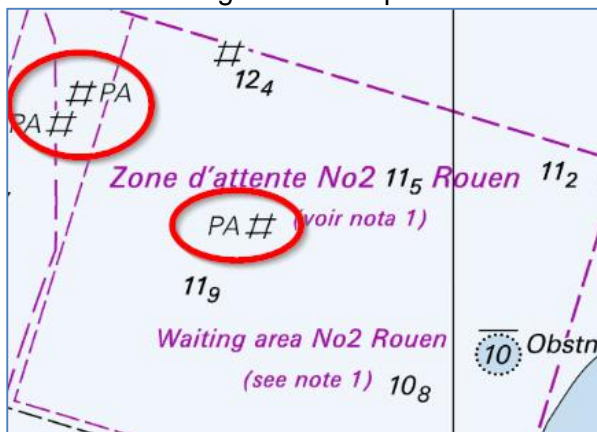 PA
PA
12₄
Zone d'attente No2 11₅ Rouen 11₂
PA (voir nota 1)
11₉
Waiting area No2 Rouen
10 Obstn
(see note 1) 10₈